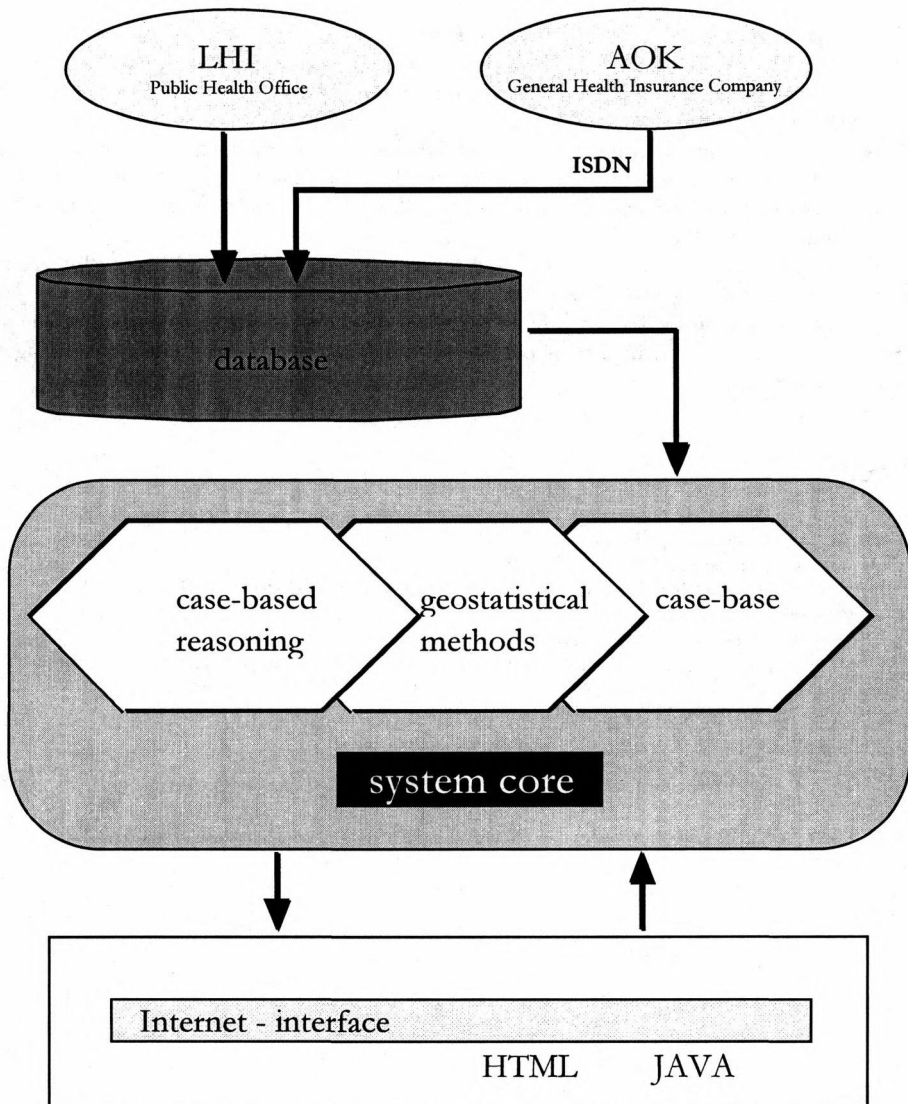 LHI
Public Health Office
AOK
General Health Insurance Company
ISDN
database
case-based
reasoning
geostatistical
methods
case-base
system core
Internet - interface
HTML JAVA